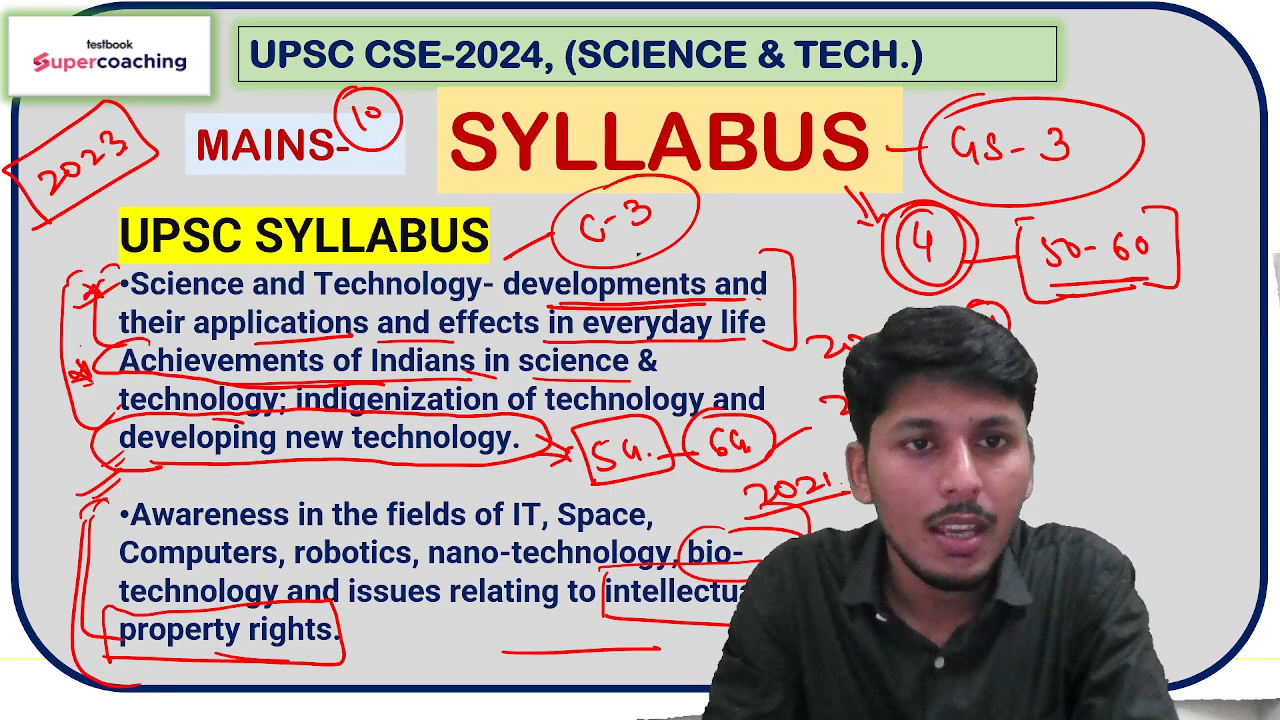 testbook
Supercoaching
UPSC CSE-2024, (SCIENCE & TECH.)
2023
MAINS-
10
SYLLABUS
GS-3
UPSC SYLLABUS
G-3
4
50-60
•Science and Technology- developments and
their applications and effects in everyday life
Achievements of Indians in science &
technology; indigenization of technology and
developing new technology.
5G.
6G.
2021.
•Awareness in the fields of IT, Space,
Computers, robotics, nano-technology, bio-
technology and issues relating to intellectua
property rights.